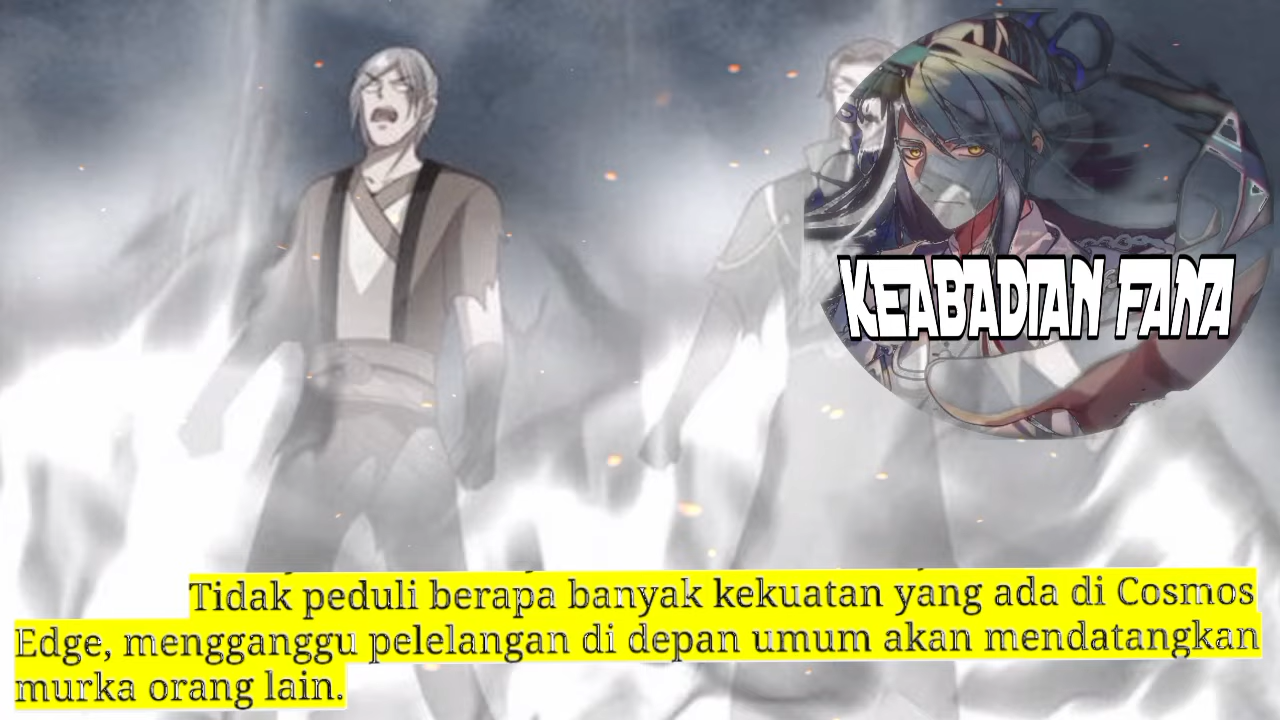 KEABADIAN FANA
Tidak peduli berapa banyak kekuatan yang ada di Cosmos
Edge, mengganggu pelelangan di depan umum akan mendatangkan
murka orang lain.